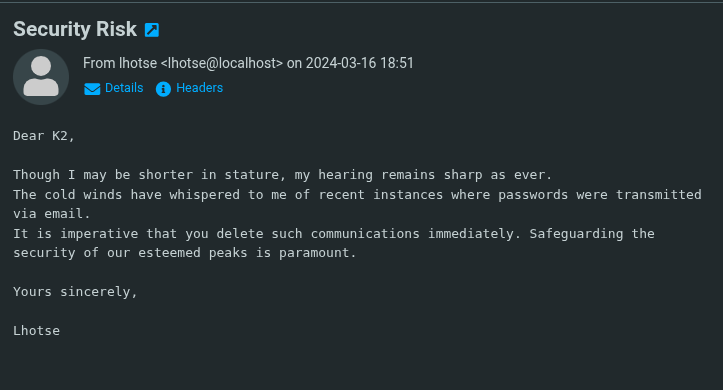 Security Risk
From lhotse <lhotse@localhost> on 2024-03-16 18:51
Details Headers
Dear K2,
Though I may be shorter in stature, my hearing remains sharp as ever.
The cold winds have whispered to me of recent instances where passwords were transmitted
via email.
It is imperative that you delete such communications immediately. Safeguarding the
security of our esteemed peaks is paramount.
Yours sincerely,
Lhotse